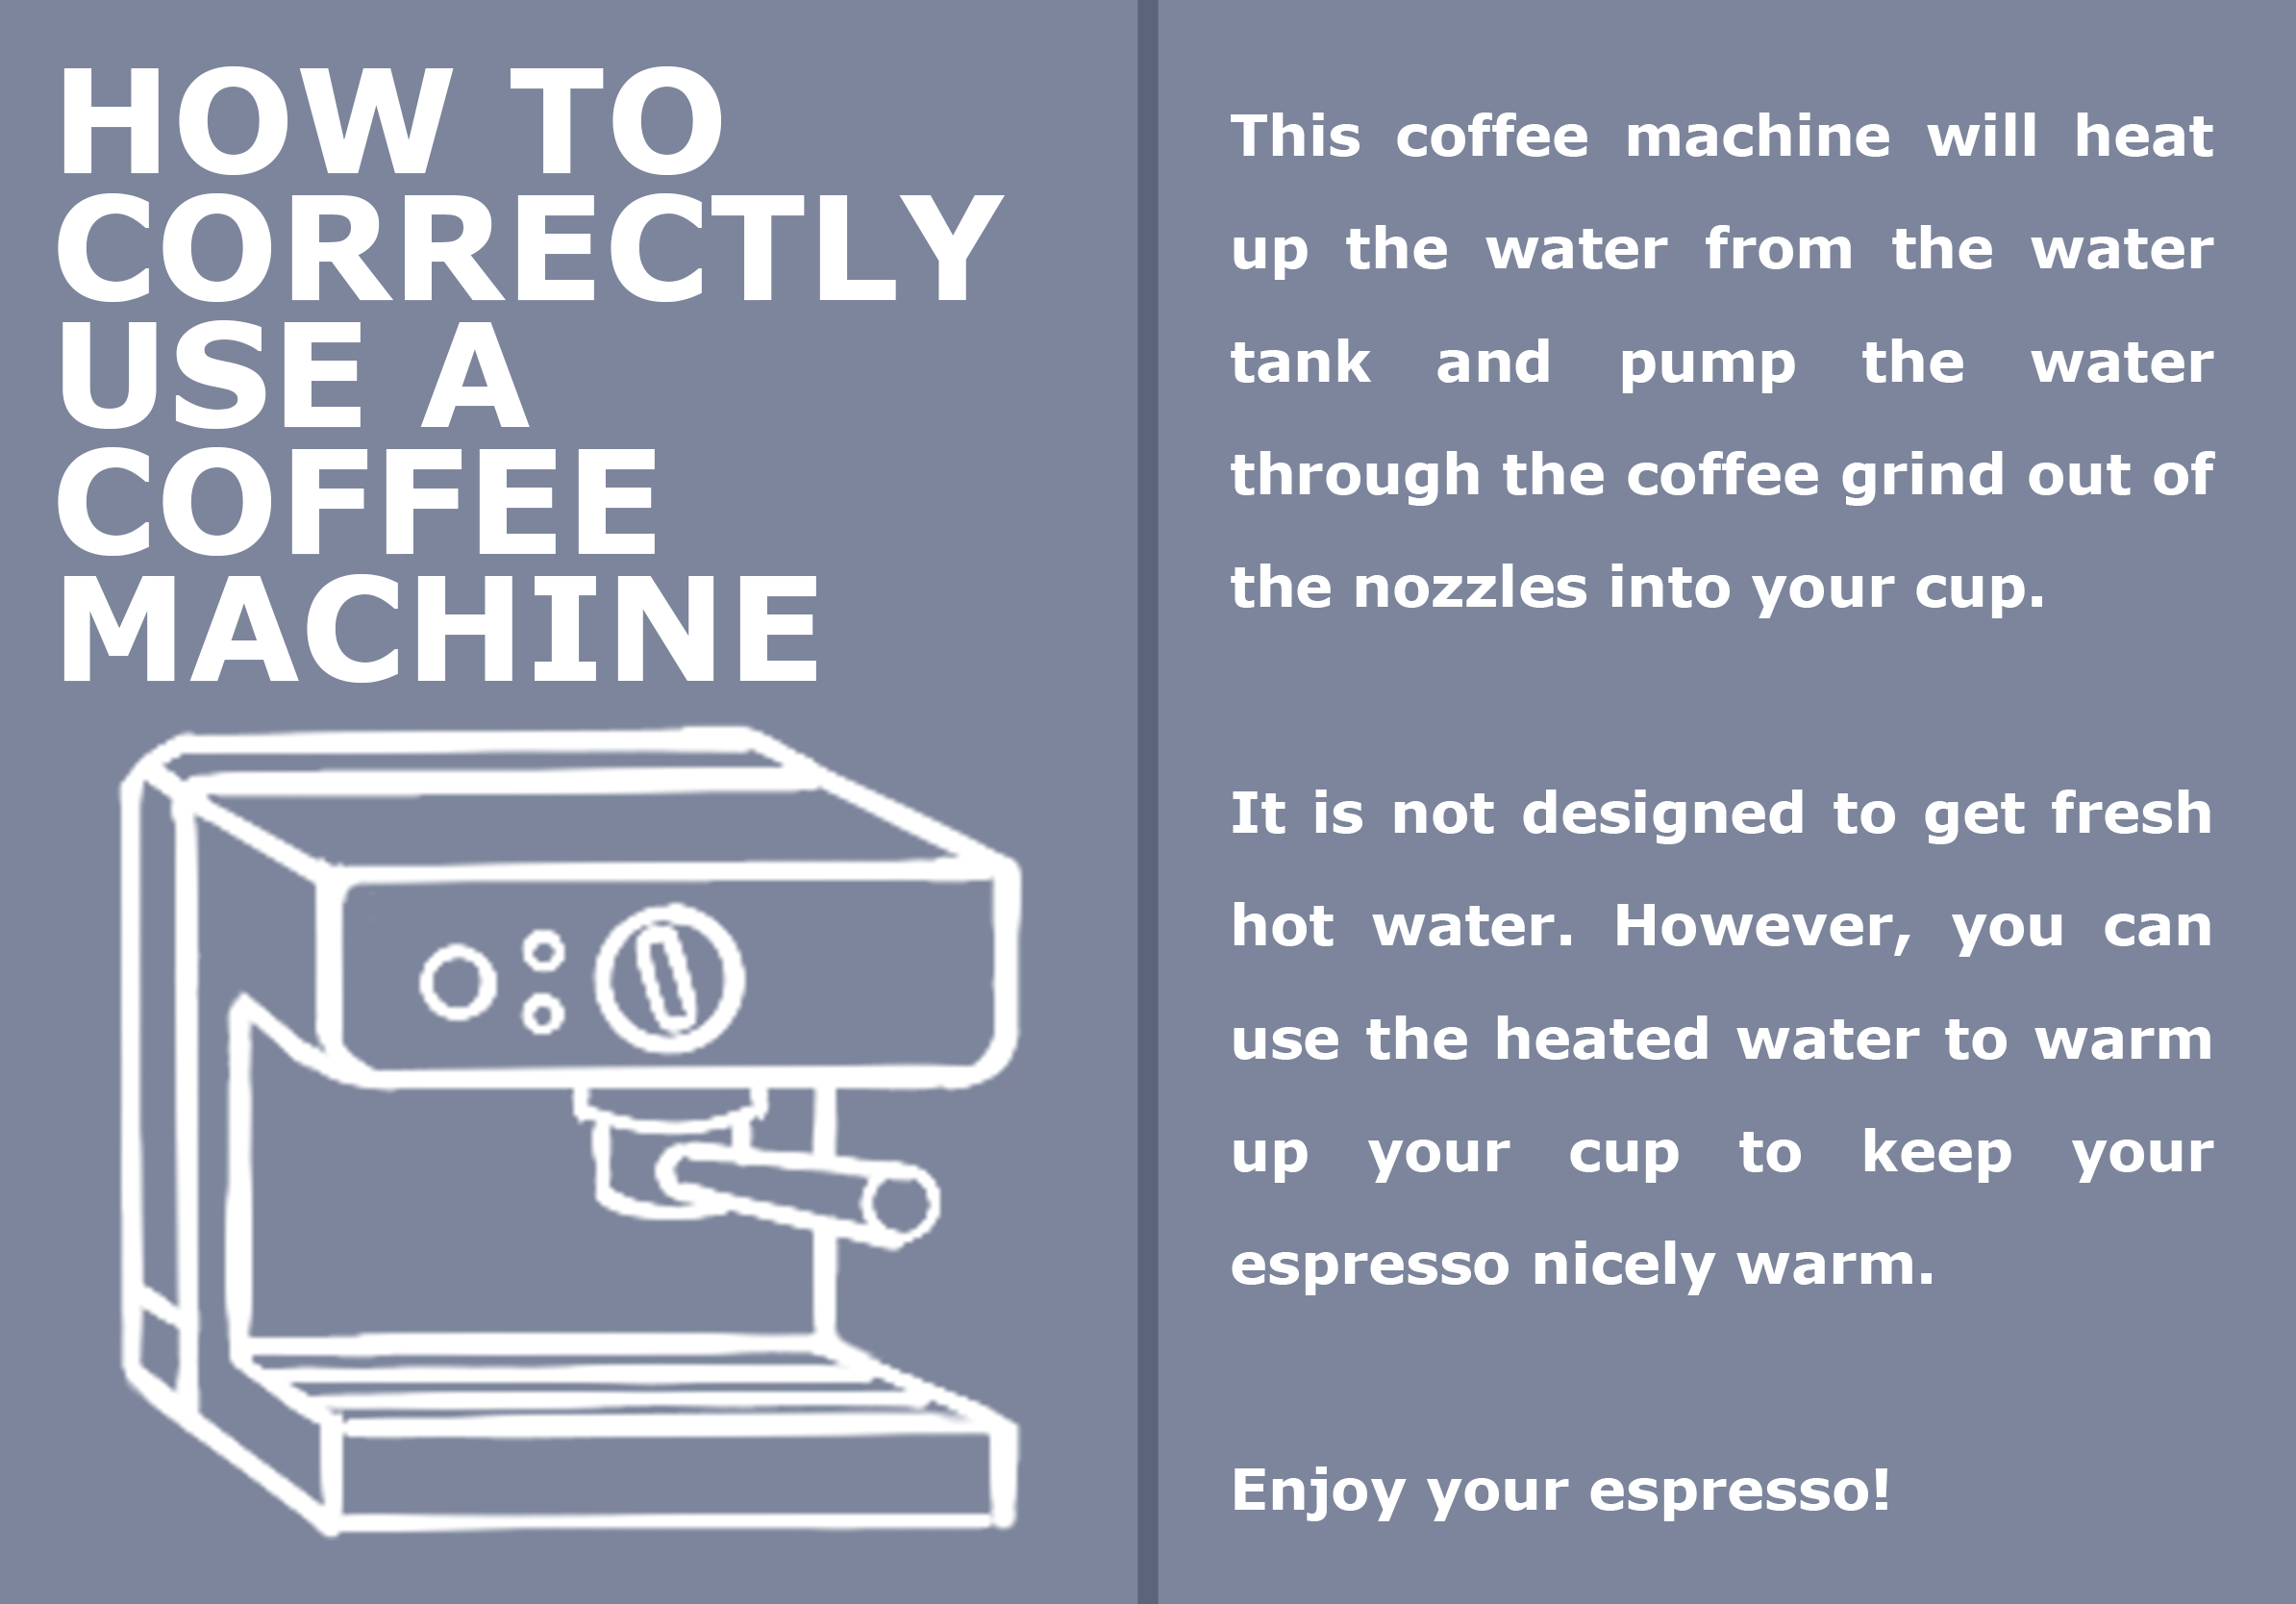 HOW TO
CORRECTLY
USE A
COFFEE
MACHINE
This coffee machine will heat
up the water from the water
tank and pump the water
through the coffee grind out of
the nozzles into your cup.
It is not designed to get fresh
hot water. However, you can
use the heated water to warm
up your cup to keep your
espresso nicely warm.
Enjoy your espresso!